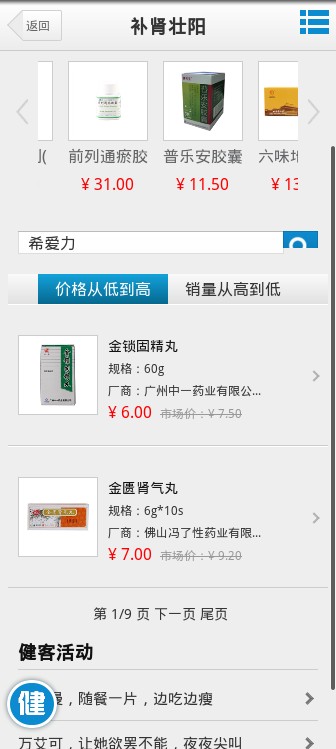 返回
补肾壮阳
前列通瘀胶
普乐安胶囊
六味地
¥ 31.00
¥ 11.50
¥ 13
希爱力
价格从低到高
销量从高到低
金锁固精丸
规格：60g
厂商：广州中一药业有限公...
¥ 6.00 市场价：¥ 7.50
金匮肾气丸
规格：6g*10s
厂商：佛山冯了性药业有限...
¥ 7.00 市场价：¥ 9.20
第 1/9 页 下一页 尾页
健客活动
健
，随餐一片，边吃边瘦
万艾可，让她欲罢不能，夜夜尖叫